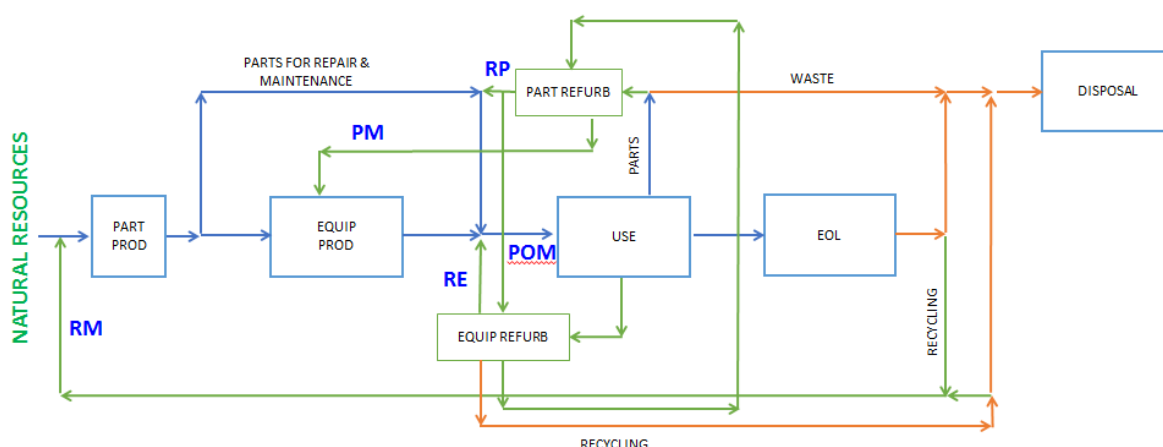 PARTS FOR REPAIR &
MAINTENANCE
RP
PART REFURB
WASTE
DISPOSAL
PM
PARTS
NATURAL RESOURCES
PART
PROD
EQUIP
PROD
USE
EOL
POM
RE
RM
EQUIP REFURB
RECYCLING
RECYCLING